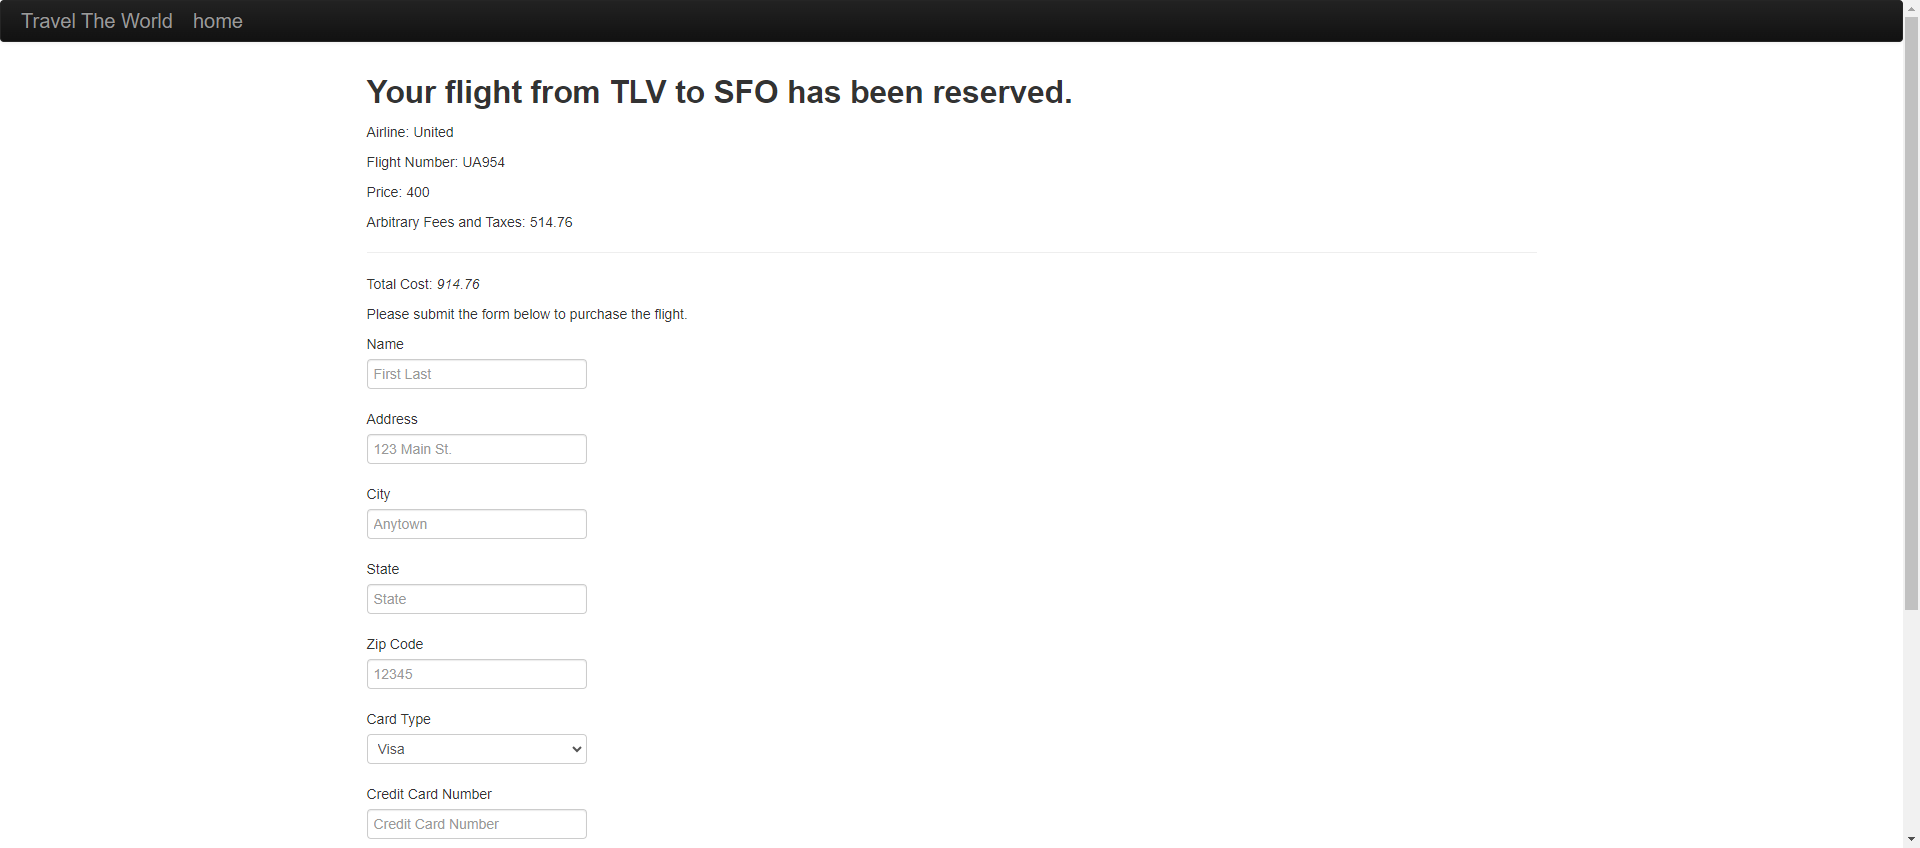 Travel The World home
Your flight from TLV to SFO has been reserved.
Airline: United
Flight Number: UA954
Price: 400
Arbitrary Fees and Taxes: 514.76
Total Cost: 914.76
Please submit the form below to purchase the flight.
Name
First Last
Address
123 Main St.
City
Anytown
State
State
Zip Code
12345
Card Type
Visa
Credit Card Number
Credit Card Number